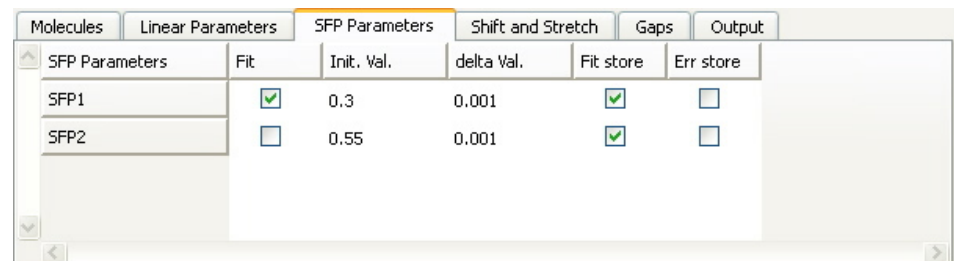 Molecules Linear Parameters SFP Parameters Shift and Stretch Gaps Output
SFP Parameters Fit Init. Val. delta Val. Fit store Err store
SFP1 0.3 0.001
SFP2 0.55 0.001